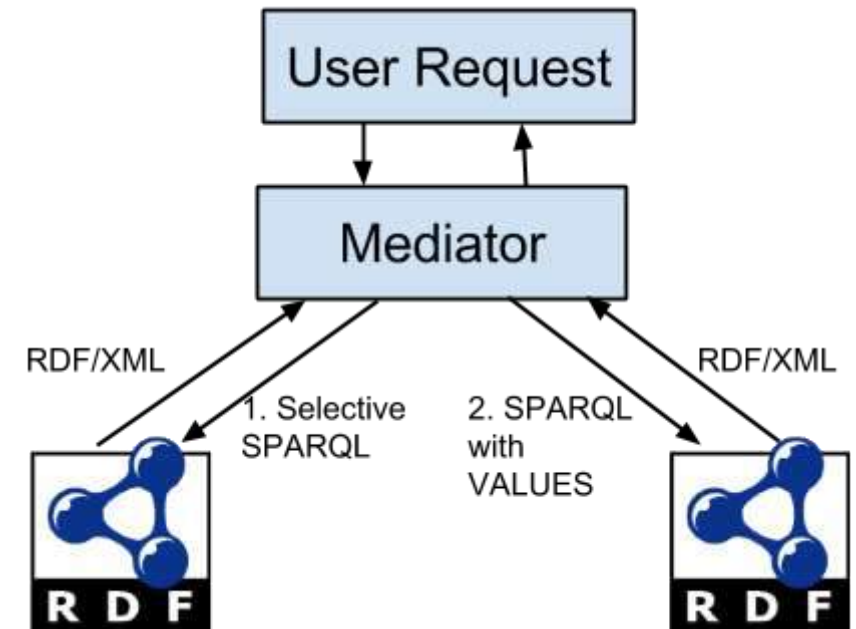 User Request
Mediator
RDF/XML
RDF/XML
1. Selective
SPARQL
2. SPARQL
with
VALUES
R D F
R D F